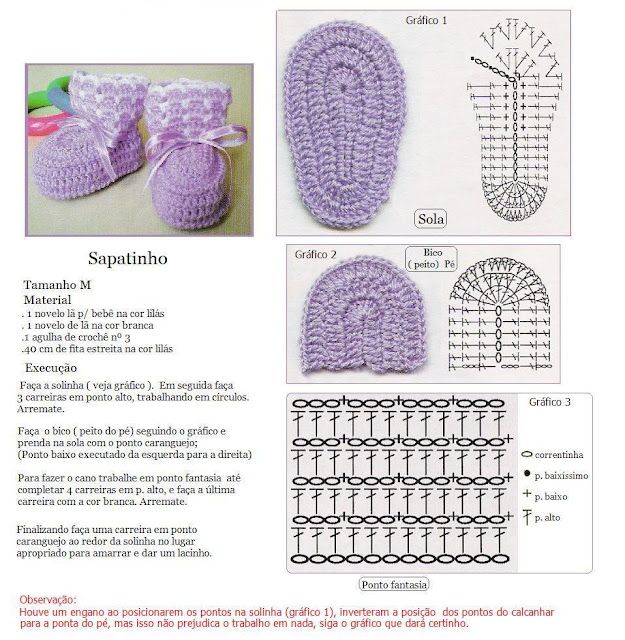 Gráfico 1
Sola
Sapatinho
Tamanho M
Material
. 1 novelo lã p/ bebê na cor lilás
. 1 novelo de lã na cor branca
.1 agulha de crochê nº 3
.40 cm de fita estreita na cor lilás
Execução
Faça a solinha ( veja gráfico ). Em seguida faça
3 carreiras em ponto alto, trabalhando em círculos.
Arremate.
Faça o bico ( peito do pé) seguindo o gráfico e
prenda na sola com o ponto caranguejo;
(Ponto baixo executado da esquerda para a direita)
Para fazer o cano trabalhe em ponto fantasia até
completar 4 carreiras em p. alto, e faça a última
carreira com a cor branca. Arremate.
Finalizando faça uma carreira em ponto
caranguejo ao redor da solinha no lugar
apropriado para amarrar e dar um lacinho.
Gráfico 2
Bico
( peito) Pé
Gráfico 3
correntinha
p. baixíssimo
p. baixo
p. alto
Ponto fantasia
Observação:
Houve um engano ao posicionarem os pontos na solinha (gráfico 1), inverteram a posição dos pontos do calcanhar
para a ponta do pé, mas isso não prejudica o trabalho em nada, siga o gráfico que dará certinho.